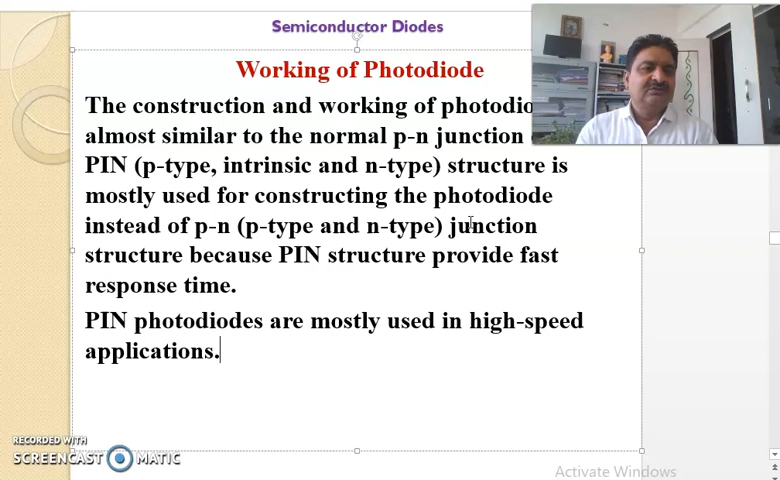 Semiconductor Diodes
Working of Photodiode
The construction and working of
almost similar to the normal p-n junction
PIN (p-type, intrinsic and n-type) structure is
mostly used for constructing the photodiode
instead of p-n (p-type and n-type) junction
structure because PIN structure provide fast
response time.
PIN photodiodes are mostly used in high-speed
applications.
RECORDED WITH
SCREENCAST MATIC
Activate Windows